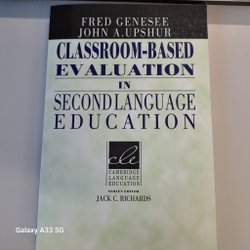 FRED GENESEE
JOHN A. UPSHUR
CLASSROOM-BASED
EVALUATION
IN
SECOND LANGUAGE
EDUCATION
cle
CAMBRIDGE
LANGUAGE
EDUCATION
SERIES EDITOR
JACK C. RICHARDS
Galaxy A33 5G